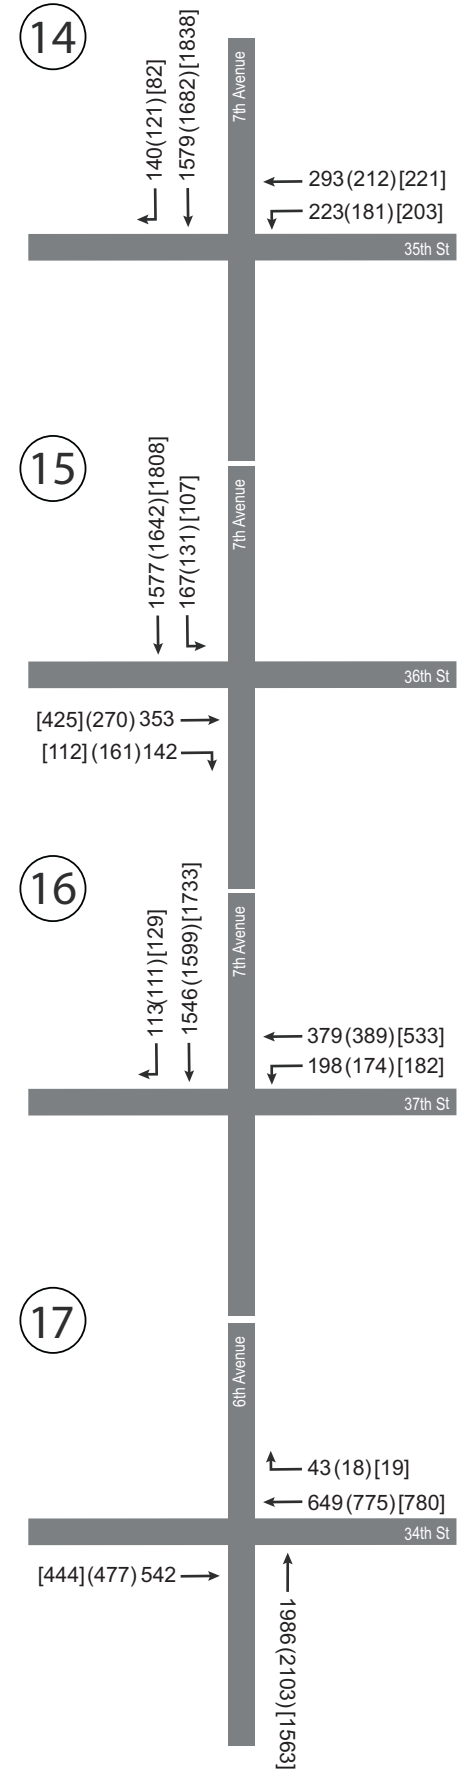 14
140(121)[82]
1579(1682)[1838]
7th Avenue
293(212)[221]
223(181)[203]
35th St
15
1577(1642)[1808]
167(131)[107]
7th Avenue
36th St
[425](270)353
[112](161)142
16
113(111)[129]
1546(1599)[1733]
7th Avenue
379(389)[533]
198(174)[182]
37th St
17
6th Avenue
43(18)[19]
649(775)[780]
34th St
[444](477)542
1986(2103)[1563]